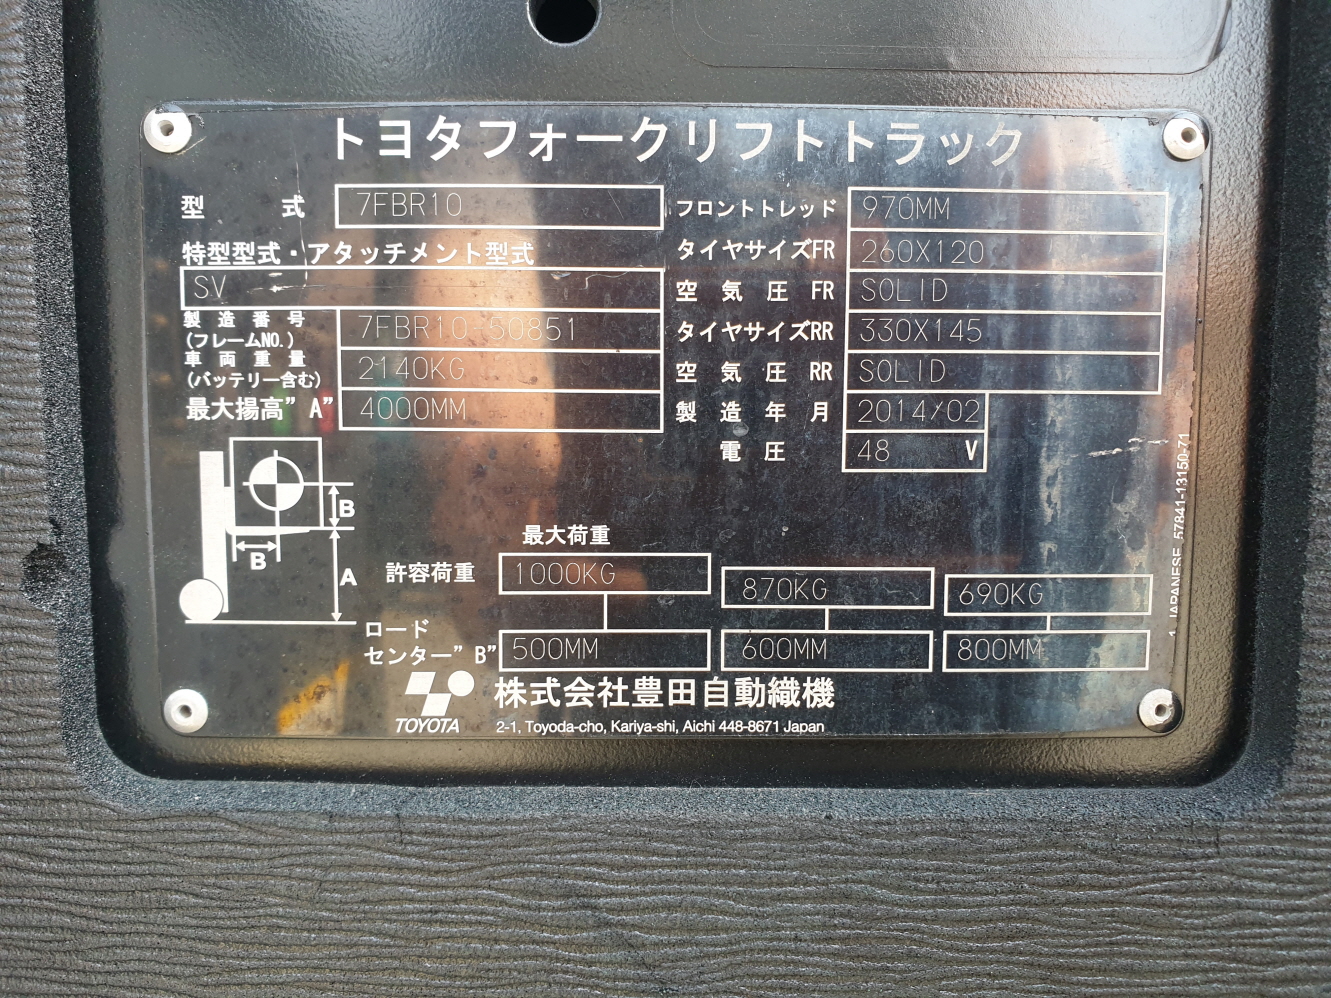 トヨタフォークリフトトラック
型 式 7FBR10
特型型式・アタッチメント型式
SV
製造番号 7FBR10-50851
(フレームNO.)
車両重量 2140KG
(バッテリー含む)
最大揚高”A” 4000MM
フロントトレッド 970MM
タイヤサイズFR 260X120
空気圧 FR SOLID
タイヤサイズRR 330X145
空気圧 RR SOLID
製造年月 2014/02
電圧 48 V
B
B
A
最大荷重
許容荷重 1000KG 870KG 690KG
ロード
センター”B” 500MM 600MM 800MM
TOYOTA
株式会社豊田自動織機
2-1, Toyoda-cho, Kariya-shi, Aichi 448-8671 Japan
1 JAPANESE 57841-13150-71